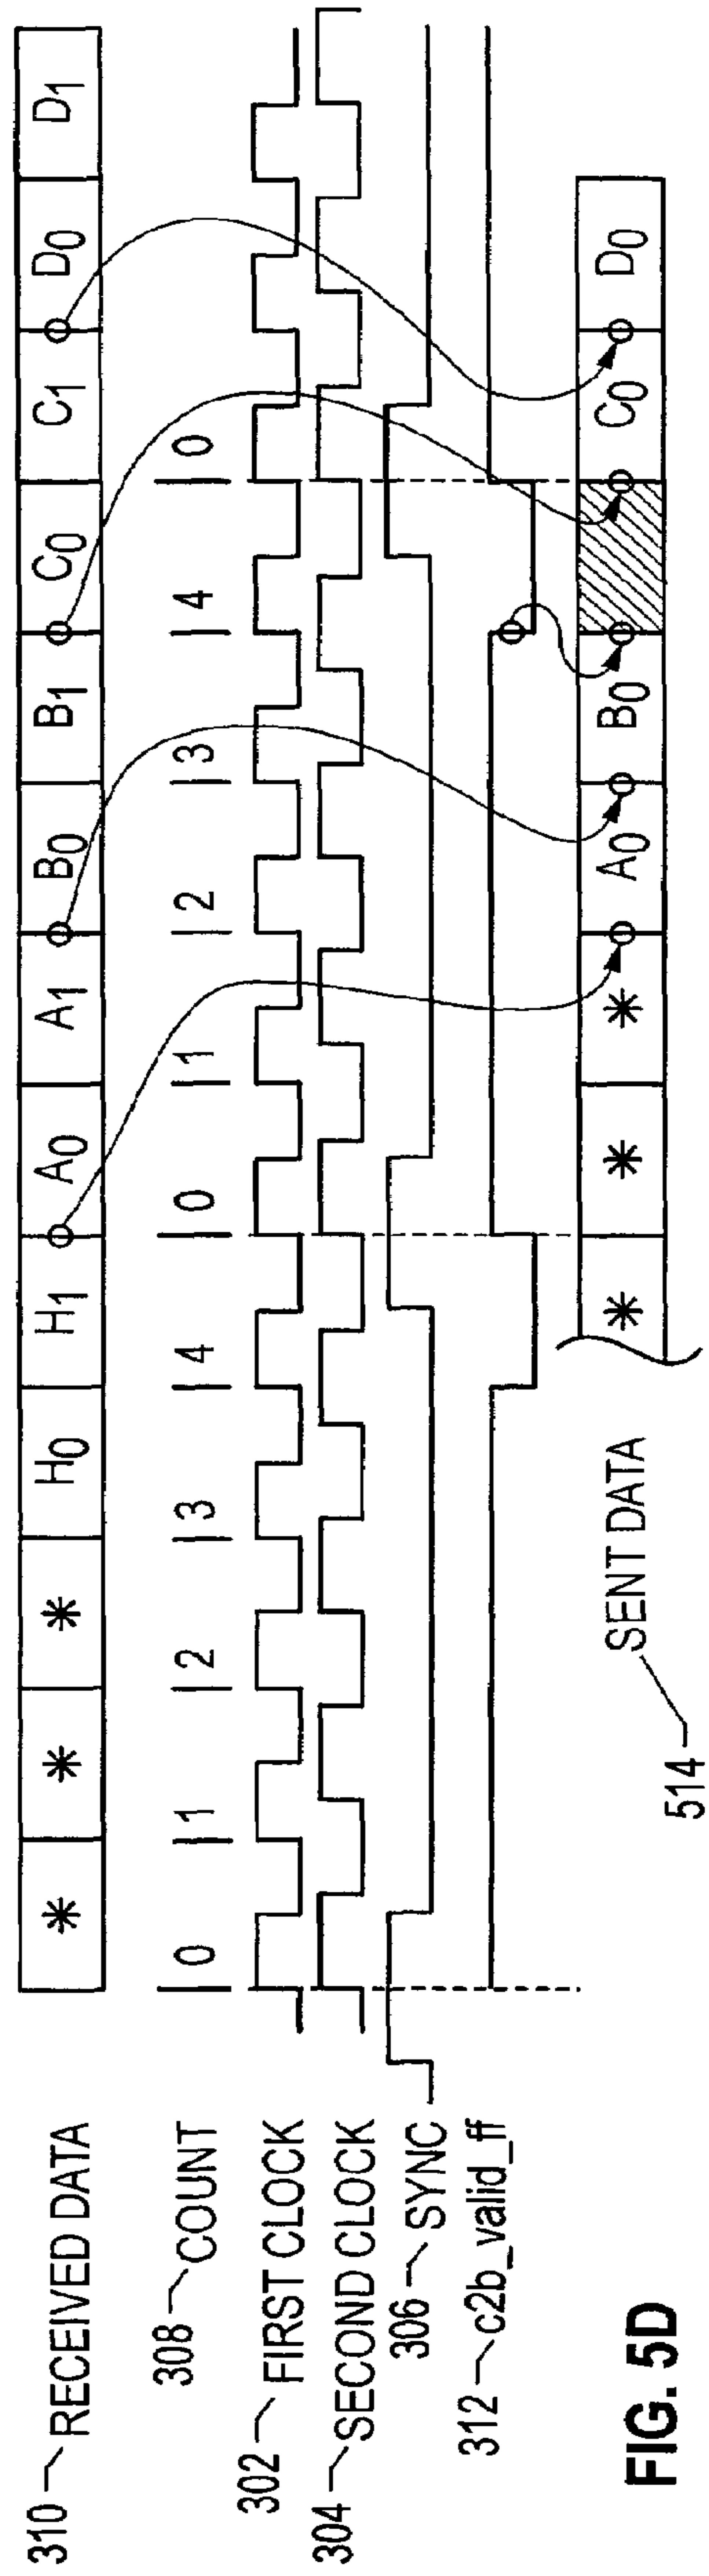 310 RECEIVED DATA * * * H0 H1 A0 A1 B0 B1 C0 C1 D0 D1
308 COUNT 0 |1 |2 |3 |4 0 |1 |2 |3 |4 0
302 FIRST CLOCK
304 SECOND CLOCK
306 SYNC
312 c2b_valid_ff
514 SENT DATA * * * A0 B0 C0 D0
FIG. 5D